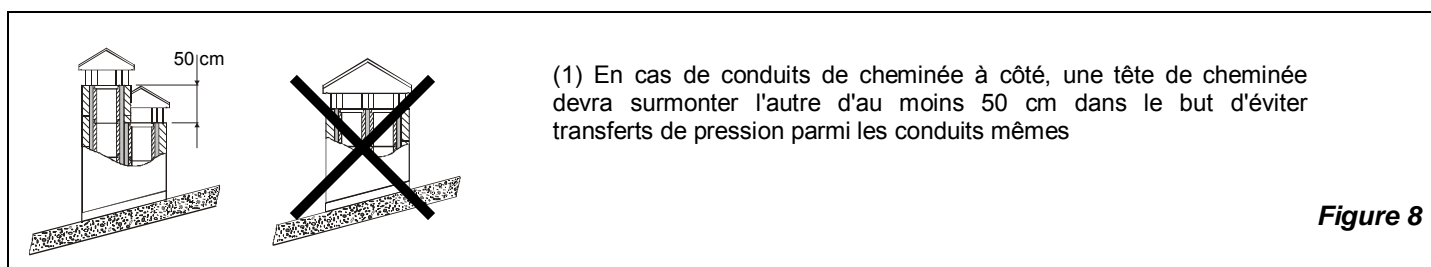 50 cm
(1) En cas de conduits de cheminée à côté, une tête de cheminée
devra surmonter l'autre d'au moins 50 cm dans le but d'éviter
transferts de pression parmi les conduits mêmes
Figure 8